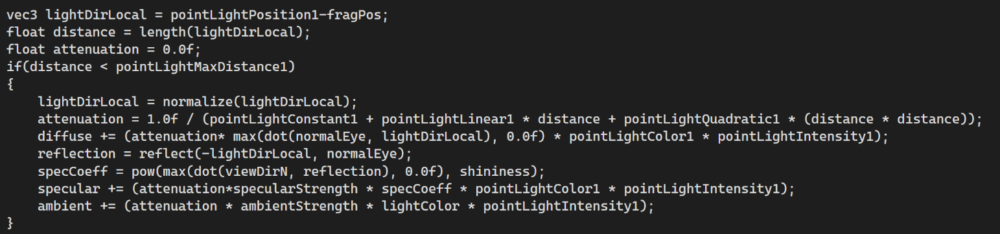 vec3 lightDirLocal = pointLightPosition1-fragPos;
float distance = length(lightDirLocal);
float attenuation = 0.0f;
if(distance < pointLightMaxDistance1)
{
    lightDirLocal = normalize(lightDirLocal);
    attenuation = 1.0f / (pointLightConstant1 + pointLightLinear1 * distance + pointLightQuadratic1 * (distance * distance));
    diffuse += (attenuation* max(dot(normalEye, lightDirLocal), 0.0f) * pointLightColor1 * pointLightIntensity1);
    reflection = reflect(-lightDirLocal, normalEye);
    specCoeff = pow(max(dot(viewDirN, reflection), 0.0f), shininess);
    specular += (attenuation*specularStrength * specCoeff * pointLightColor1 * pointLightIntensity1);
    ambient += (attenuation * ambientStrength * lightColor * pointLightIntensity1);
}